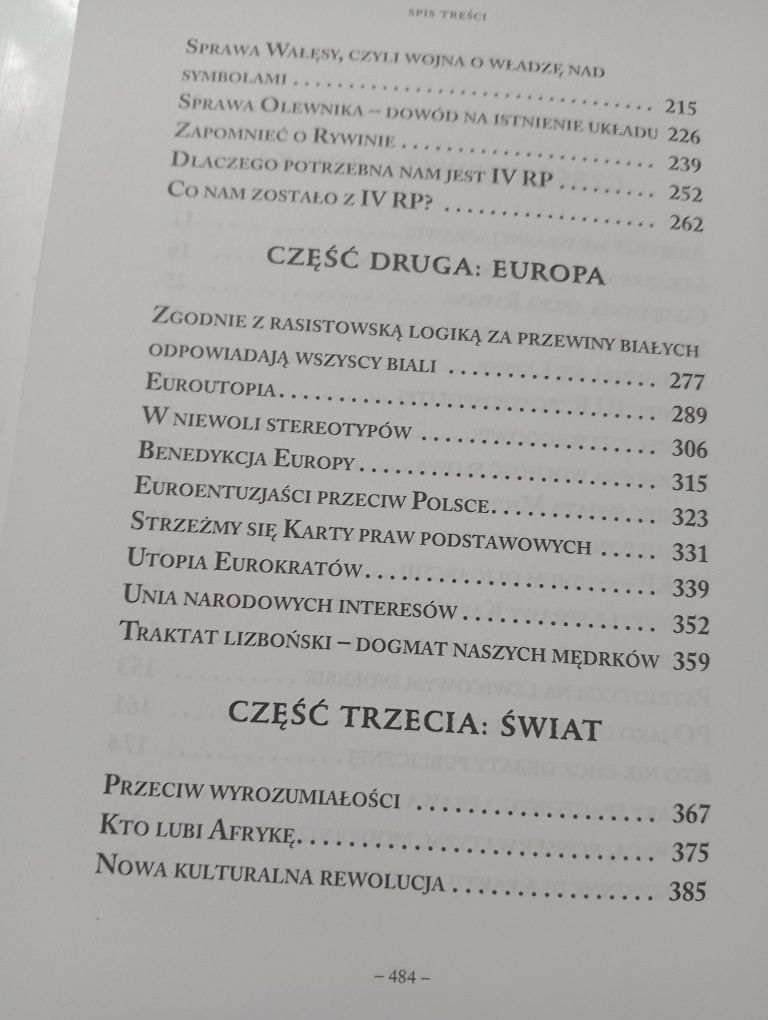 SPIS TREŚCI
SPRAWA WAŁĘSY, CZYLI WOJNA O WŁADZĘ NAD
SYMBOLAMI . . . . . . . . . . . . . . . . . . . . . . . . . . . . . . . . . 215
SPRAWA OLEWNIKA – DOWÓD NA ISTNIENIE UKŁADU 226
ZAPOMNIEĆ O RYWINIE . . . . . . . . . . . . . . . . . . . . . . . 239
DLACZEGO POTRZEBNA NAM JEST IV RP . . . . . . . . . 252
CO NAM ZOSTAŁO Z IV RP? . . . . . . . . . . . . . . . . . . . 262
CZĘŚĆ DRUGA: EUROPA
ZGODNIE Z RASISTOWSKĄ LOGIKĄ ZA PRZEWINY BIAŁYCH
ODPOWIADAJĄ WSZYSCY BIALI . . . . . . . . . . . . . . . . . . 277
EUROUTOPIA. . . . . . . . . . . . . . . . . . . . . . . . . . . . . . . . . 289
W NIEWOLI STEREOTYPÓW . . . . . . . . . . . . . . . . . . . . 306
BENEDYKCJA EUROPY . . . . . . . . . . . . . . . . . . . . . . . . . 315
EUROENTUZJAŚCI PRZECIW POLSCE. . . . . . . . . . . . . . 323
STRZEŻMY SIĘ KARTY PRAW PODSTAWOWYCH . . . . . 331
UTOPIA EUROKRATÓW. . . . . . . . . . . . . . . . . . . . . . . . 339
UNIA NARODOWYCH INTERESÓW . . . . . . . . . . . . . . . . 352
TRAKTAT LIZBOŃSKI – DOGMAT NASZYCH MĘDRKÓW 359
CZĘŚĆ TRZECIA: ŚWIAT
PRZECIW WYROZUMIAŁOŚCI . . . . . . . . . . . . . . . . . . . 367
KTO LUBI AFRYKĘ. . . . . . . . . . . . . . . . . . . . . . . . . . . . 375
NOWA KULTURALNA REWOLUCJA . . . . . . . . . . . . . . . . 385
– 484 –